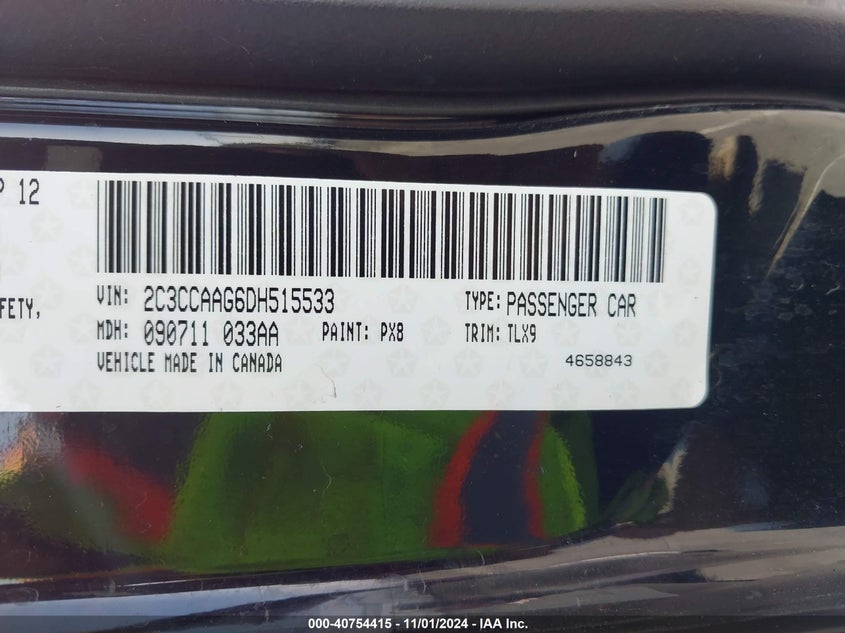 P 12
FETY,
VIN: 2C3CCAAG6DH515533
TYPE: PASSENGER CAR
MDH: 090711 033AA
PAINT: PX8
TRIM: TLX9
VEHICLE MADE IN CANADA
4658843
000-40754415 - 11/01/2024 - IAA Inc.